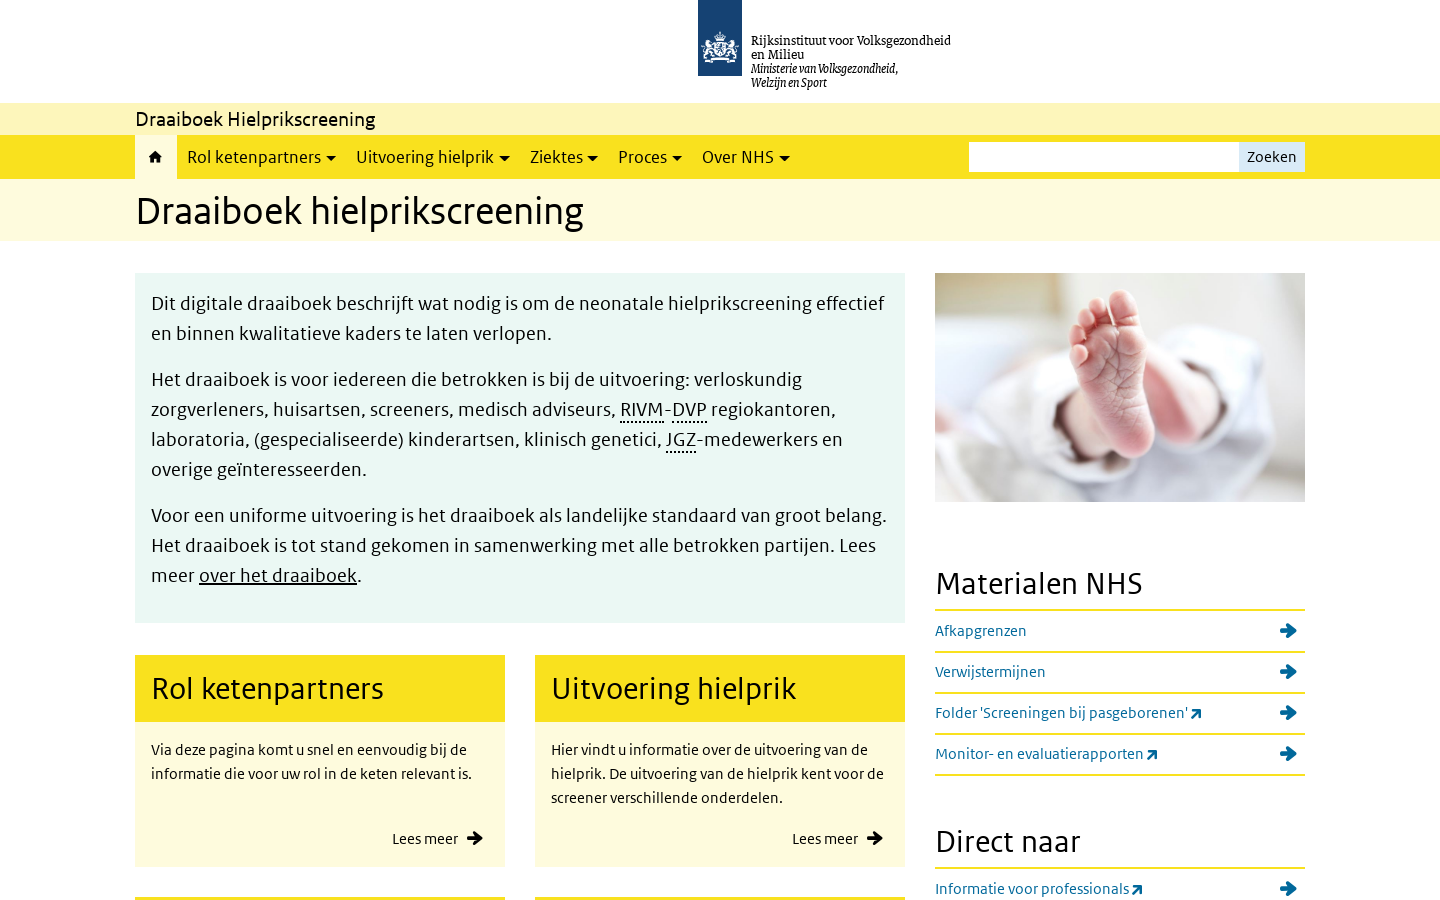 Rijksinstituut voor Volksgezondheid
en Milieu
Ministerie van Volksgezondheid,
Welzijn en Sport
Draaiboek Hielprikscreening
Rol ketenpartners
Uitvoering hielprik
Ziektes
Proces
Over NHS
Zoeken
Draaiboek hielprikscreening
Dit digitale draaiboek beschrijft wat nodig is om de neonatale hielprikscreening effectief
en binnen kwalitatieve kaders te laten verlopen.
Het draaiboek is voor iedereen die betrokken is bij de uitvoering: verloskundig
zorgverleners, huisartsen, screeners, medisch adviseurs, RIVM-DVP regiokantoren,
laboratoria, (gespecialiseerde) kinderartsen, klinisch genetici, JGZ-medewerkers en
overige geïnteresseerden.
Voor een uniforme uitvoering is het draaiboek als landelijke standaard van groot belang.
Het draaiboek is tot stand gekomen in samenwerking met alle betrokken partijen. Lees
meer over het draaiboek.
Rol ketenpartners
Via deze pagina komt u snel en eenvoudig bij de
informatie die voor uw rol in de keten relevant is.
Lees meer
Uitvoering hielprik
Hier vindt u informatie over de uitvoering van de
hielprik. De uitvoering van de hielprik kent voor de
screener verschillende onderdelen.
Lees meer
Materialen NHS
Afkapgrenzen
Verwijstermijnen
Folder 'Screeningen bij pasgeborenen'
Monitor- en evaluatierapporten
Direct naar
Informatie voor professionals